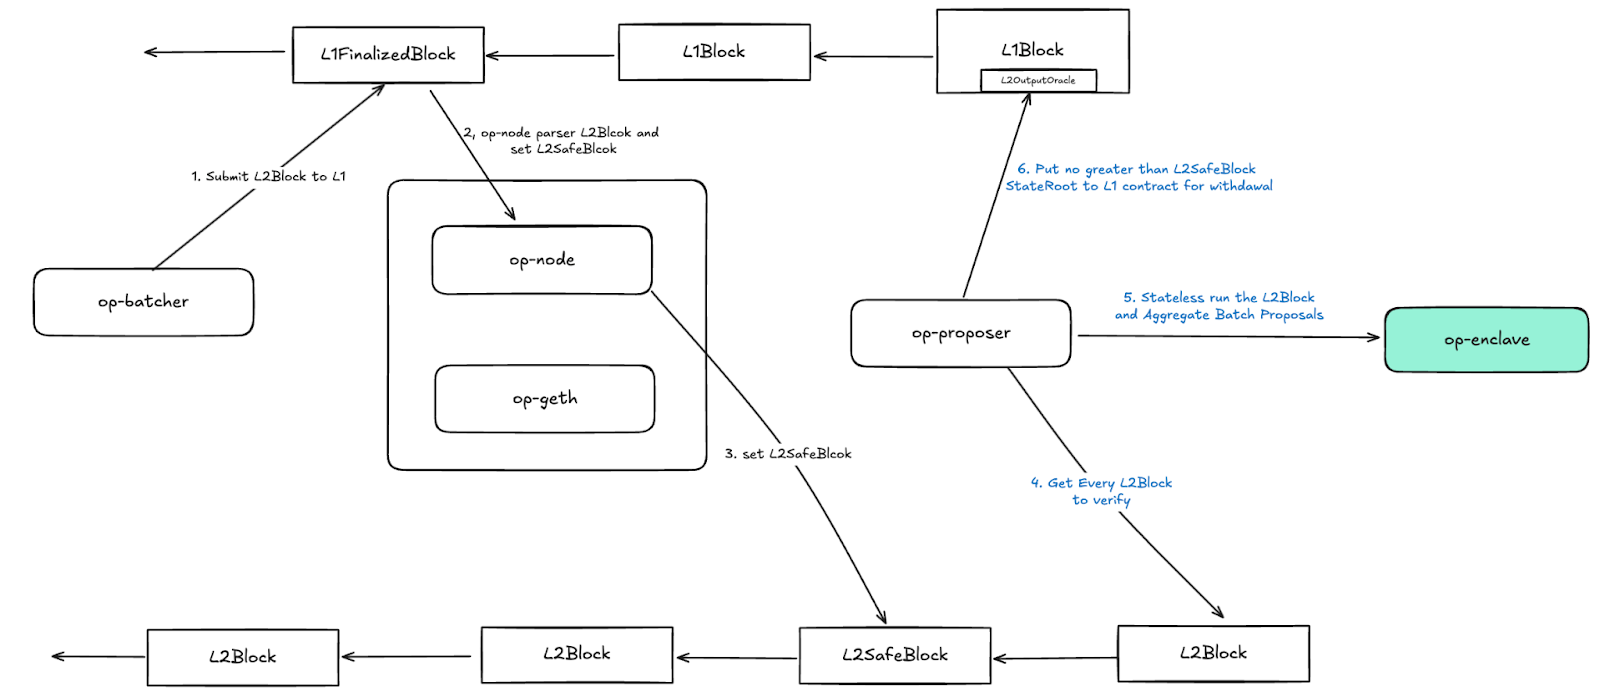 L1FinalizedBlock
L1Block
L1Block
L2OutputOracle
2, op-node parser L2Blcok and
set L2SafeBlcok
1. Submit L2Block to L1
6. Put no greater than L2SafeBlock
StateRoot to L1 contract for withdawal
op-node
op-batcher
5. Stateless run the L2Block
and Aggregate Batch Proposals
op-proposer
op-enclave
op-geth
3. set L2SafeBlcok
4. Get Every L2Block
to verify
L2Block
L2Block
L2SafeBlock
L2Block